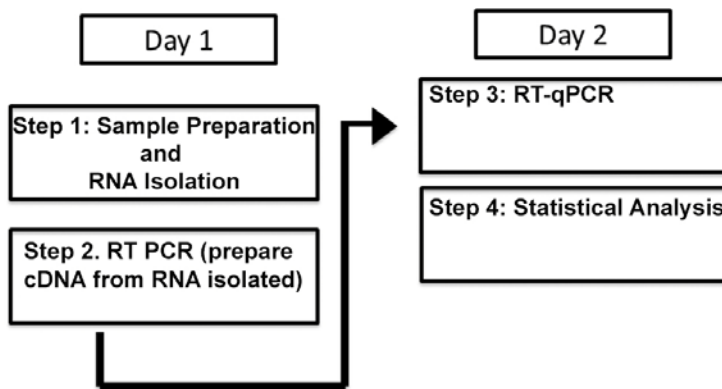 Day 1
Step 1: Sample Preparation
and
RNA Isolation
Step 2. RT PCR (prepare
cDNA from RNA isolated)
Day 2
Step 3: RT-qPCR
Step 4: Statistical Analysis